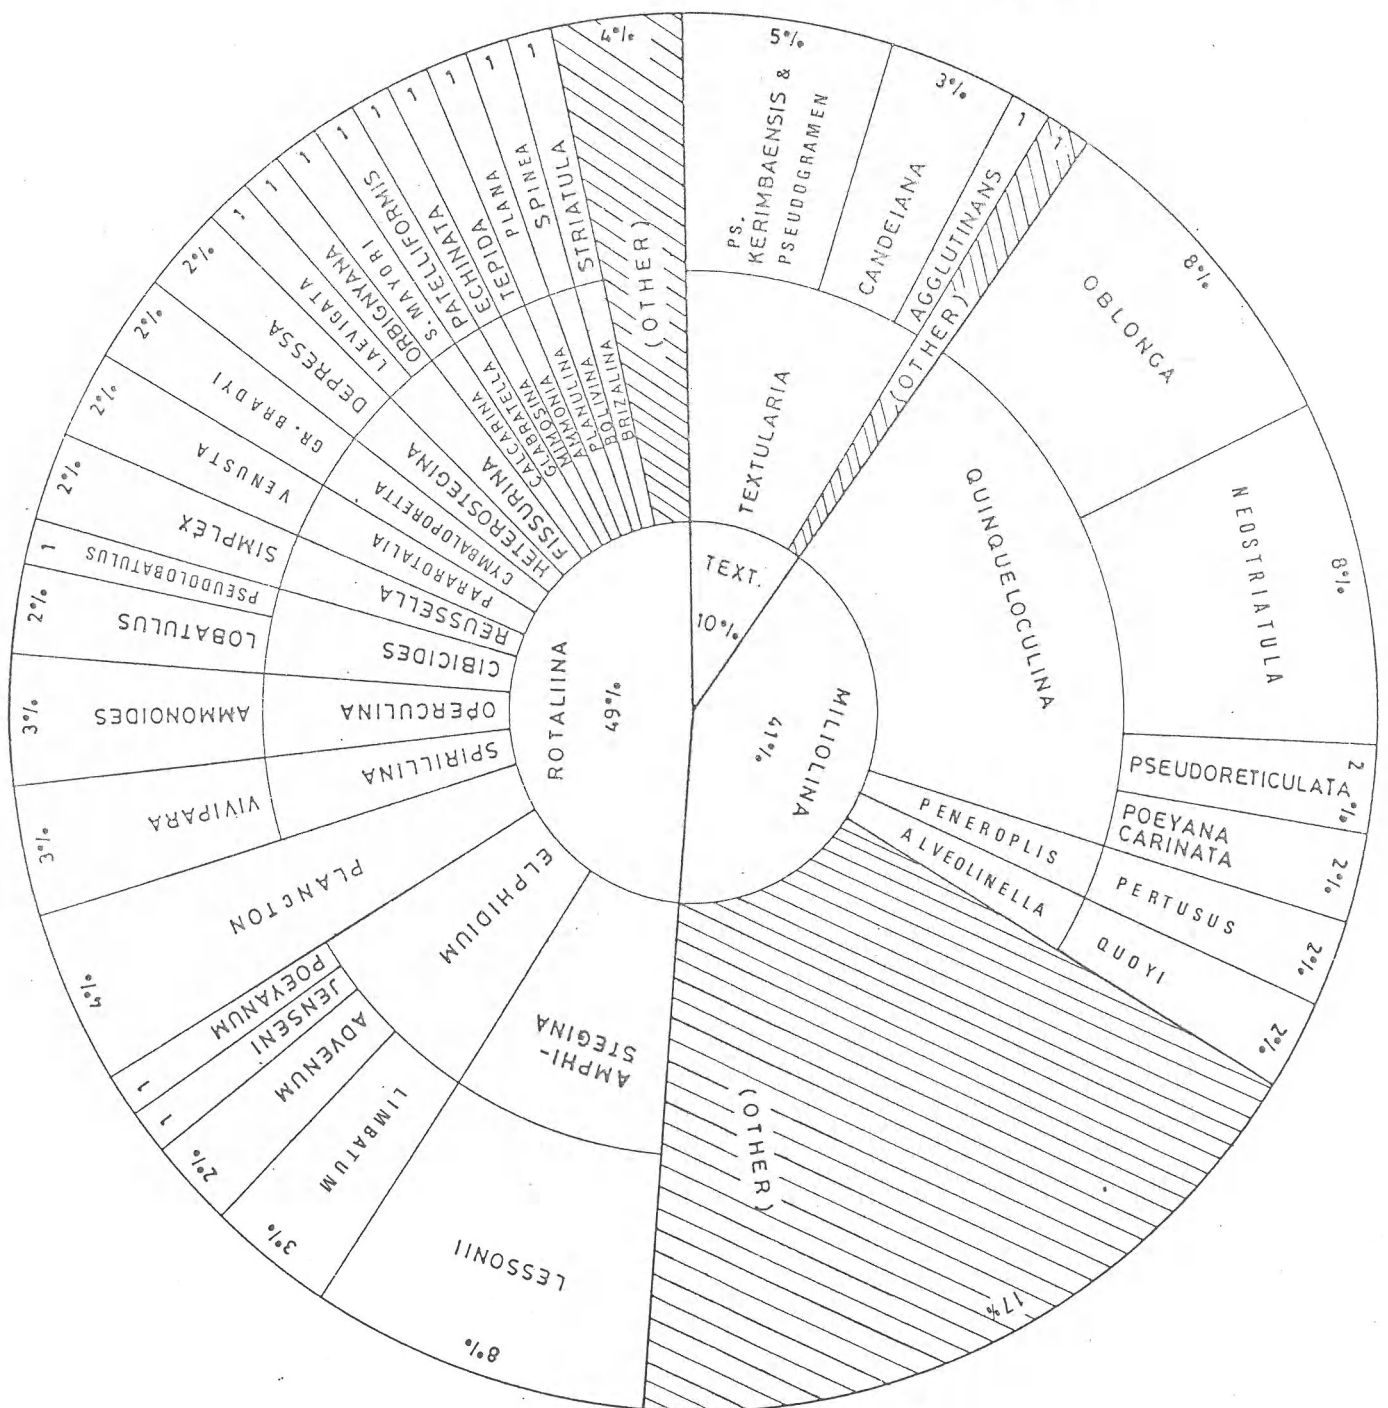 TEXT.
10%
MILIOLINA
41%
ROTALIINA
49%
TEXTULARIA
5%
PS.
KERIMBAENSIS &
PSEUDOGRAMEN
3%
CANDEIANA
1
AGGLUTINANS
1
(OTHER)
QUINQUELOCULINA
8%
OBLONGA
8%
NEOSTRIATULA
2%
PSEUDORETICULATA
2%
POEYANA
CARINATA
PENEROPLIS
PERTUSUS
2%
ALVEOLINELLA
QUOYI
2%
(OTHER)
17%
AMPHI-
STEGINA
LESSONII
8%
ELPHIDIUM
LIMBATUM
3%
ADVENUM
2%
JENSENI
1
POEYANUM
1
PLANCTON
4%
SPIRILLINA
VIVIPARA
3%
OPERCULINA
AMMONOIDES
3%
CIBICIDES
LOBATULUS
2%
PSEUDOLOBATULUS
1
REUSSELLA
SIMPLEX
2%
PARAROTALIA
VENUSTA
2%
CYMBALOPORETTA
GR. BRADYI
2%
HETEROSTEGINA
DEPRESSA
2%
FISSURINA
LAEVIGATA
1
ORBIGNYANA
1
S. MAYORI
1
CALCARINA
PATELLIFORMIS
1
GLABRATELLA
ECHINATA
1
MIMOSINA
TEPIDA
1
AMMONIA
PLANA
1
PLANULINA
SPINEA
1
BOLIVINA
STRIATULA
1
BRIZALINA
(OTHER)
4%